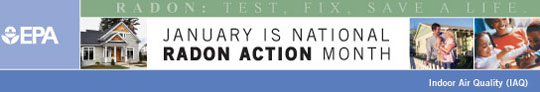 RADON: TEST, FIX, SAVE A LIFE
EPA
JANUARY IS NATIONAL
RADON ACTION MONTH
Indoor Air Quality (IAQ)